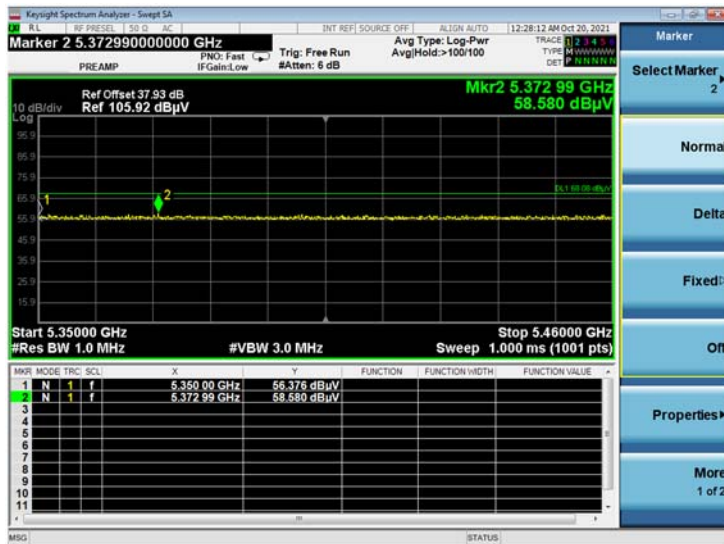 Keysight Spectrum Analyzer - Swept SA
RL RF PRESEL 50 Ω AC INT REF SOURCE OFF ALIGN AUTO 12:28:12 AM Oct 20, 2021
Marker 2 5.372990000000 GHz
PREAMP
PNO: Fast
IFGain:Low
Trig: Free Run
#Atten: 6 dB
Avg Type: Log-Pwr
Avg|Hold:>100/100
TRACE 1 2 3 4 5 6
TYPE M W W W W W
DET P N N N N N
Mkr2 5.372 99 GHz
58.580 dBµV
Ref Offset 37.93 dB
10 dB/div Ref 105.92 dBµV
Log
95.9
85.9
75.9
65.9
55.9
45.9
35.9
25.9
15.9
1
2
Start 5.35000 GHz Stop 5.46000 GHz
#Res BW 1.0 MHz #VBW 3.0 MHz Sweep 1.000 ms (1001 pts)
MKR MODE TRC SCL X Y FUNCTION FUNCTION WIDTH FUNCTION VALUE
1 N 1 f 5.350 00 GHz 56.376 dBµV
2 N 1 f 5.372 99 GHz 58.580 dBµV
3
4
5
6
7
8
9
10
11
MSG STATUS
Marker
Select Marker
2
Normal
Delta
Fixed
Off
Properties
More
1 of 2